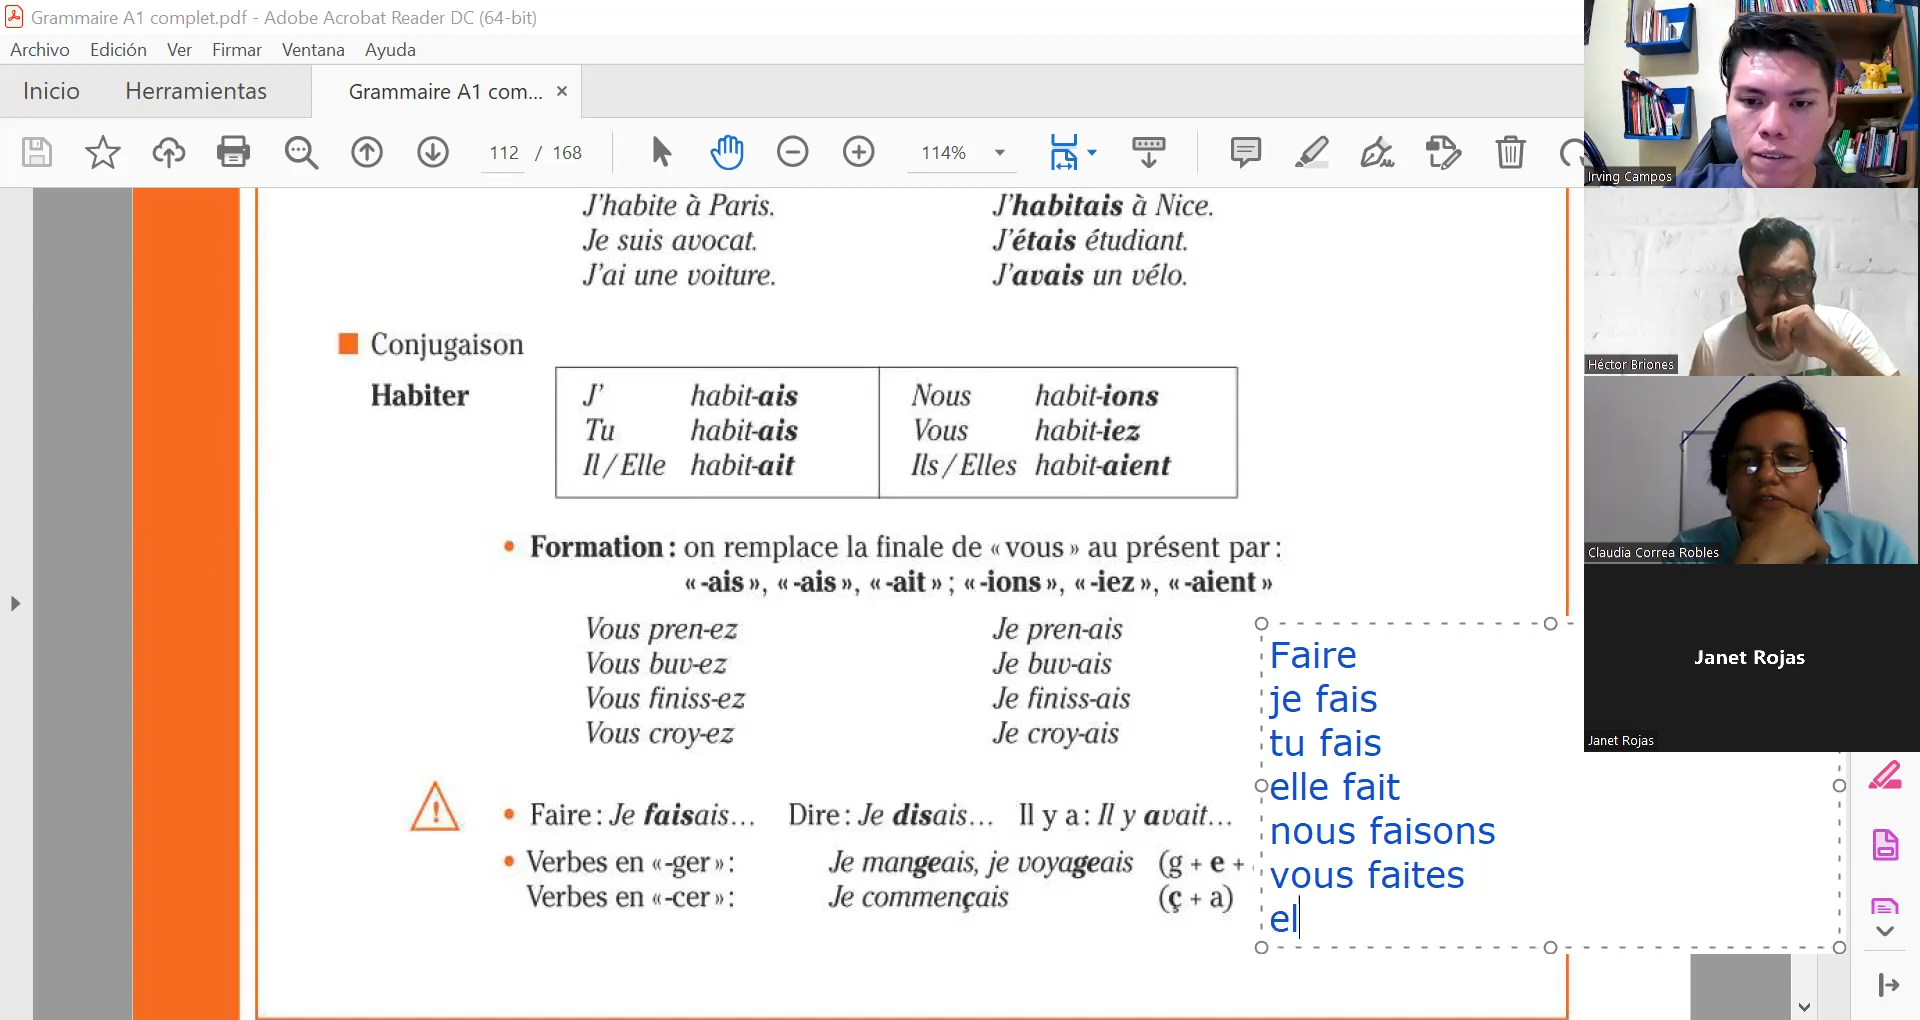 Grammaire A1 complet.pdf - Adobe Acrobat Reader DC (64-bit)
Archivo Edición Ver Firmar Ventana Ayuda
Inicio Herramientas Grammaire A1 com... ×
112 / 168 114%
J'habite à Paris. J'habitais à Nice.
Je suis avocat. J'étais étudiant.
J'ai une voiture. J'avais un vélo.
Conjugaison
Habiter
J' habit-ais Nous habit-ions
Tu habit-ais Vous habit-iez
Il / Elle habit-ait Ils / Elles habit-aient
• Formation : on remplace la finale de « vous » au présent par :
« -ais », « -ais », « -ait » ; « -ions », « -iez », « -aient »
Vous pren-ez Je pren-ais
Vous buv-ez Je buv-ais
Vous finiss-ez Je finiss-ais
Vous croy-ez Je croy-ais
• Faire : Je faisais... Dire : Je disais... Il y a : Il y avait...
• Verbes en « -ger » : Je mangeais, je voyageais (g + e +
Verbes en « -cer » : Je commençais (ç + a)
Faire
je fais
tu fais
elle fait
nous faisons
vous faites
el
Irving Campos
Héctor Briones
Claudia Correa Robles
Janet Rojas
Janet Rojas